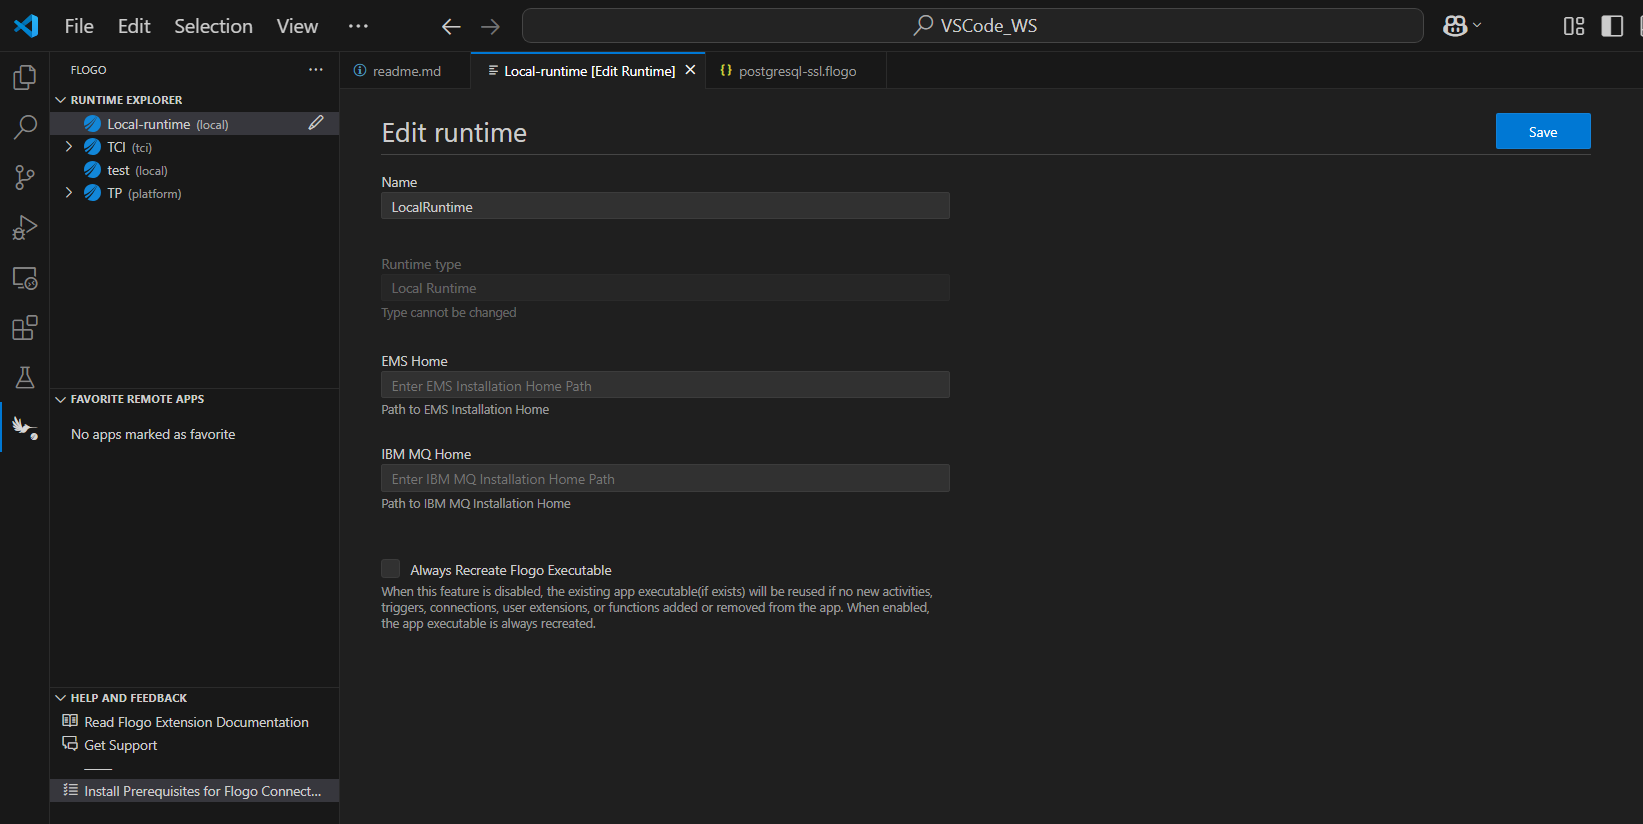 File Edit Selection View ···
VSCode_WS
FLOGO ···
RUNTIME EXPLORER
Local-runtime (local)
TCI (tci)
test (local)
TP (platform)
FAVORITE REMOTE APPS
No apps marked as favorite
HELP AND FEEDBACK
Read Flogo Extension Documentation
Get Support
Install Prerequisites for Flogo Connect...
readme.md
Local-runtime [Edit Runtime]
{} postgresql-ssl.flogo
Edit runtime
Save
Name
LocalRuntime
Runtime type
Local Runtime
Type cannot be changed
EMS Home
Enter EMS Installation Home Path
Path to EMS Installation Home
IBM MQ Home
Enter IBM MQ Installation Home Path
Path to IBM MQ Installation Home
Always Recreate Flogo Executable
When this feature is disabled, the existing app executable(if exists) will be reused if no new activities,
triggers, connections, user extensions, or functions added or removed from the app. When enabled,
the app executable is always recreated.